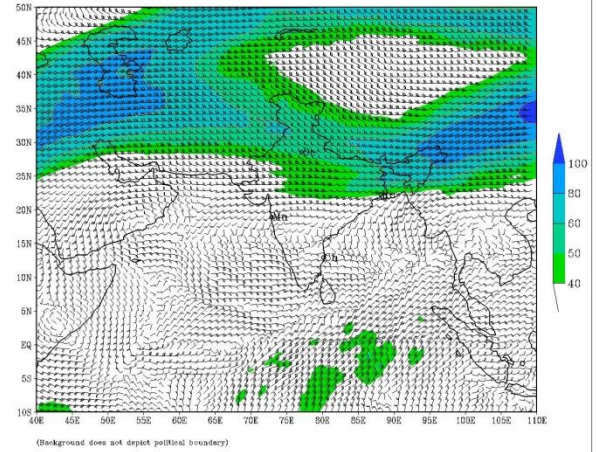 50N
45N
40N
35N
30N
25N
20N
15N
10N
5N
5S
10S
40E 45E 50E 55E 60E 65E 70E 75E 80E 85E 90E 95E 100E 105E 110E
100
80
60
50
40
Mu
Ch
(Background does not depict political boundary)